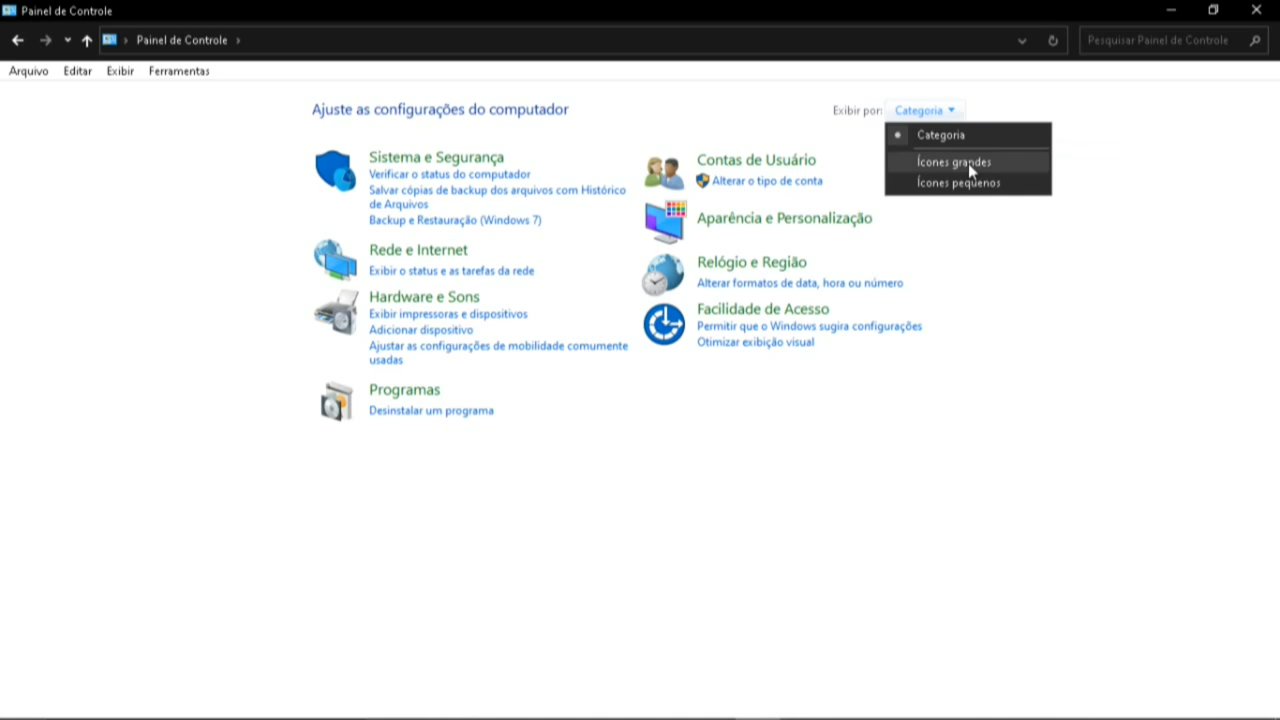 Painel de Controle
Painel de Controle
Pesquisar Painel de Controle
Arquivo Editar Exibir Ferramentas
Ajuste as configurações do computador
Exibir por: Categoria
Categoria
Ícones grandes
Ícones pequenos
Sistema e Segurança
Verificar o status do computador
Salvar cópias de backup dos arquivos com Histórico
de Arquivos
Backup e Restauração (Windows 7)
Rede e Internet
Exibir o status e as tarefas da rede
Hardware e Sons
Exibir impressoras e dispositivos
Adicionar dispositivo
Ajustar as configurações de mobilidade comumente
usadas
Programas
Desinstalar um programa
Contas de Usuário
Alterar o tipo de conta
Aparência e Personalização
Relógio e Região
Alterar formatos de data, hora ou número
Facilidade de Acesso
Permitir que o Windows sugira configurações
Otimizar exibição visual